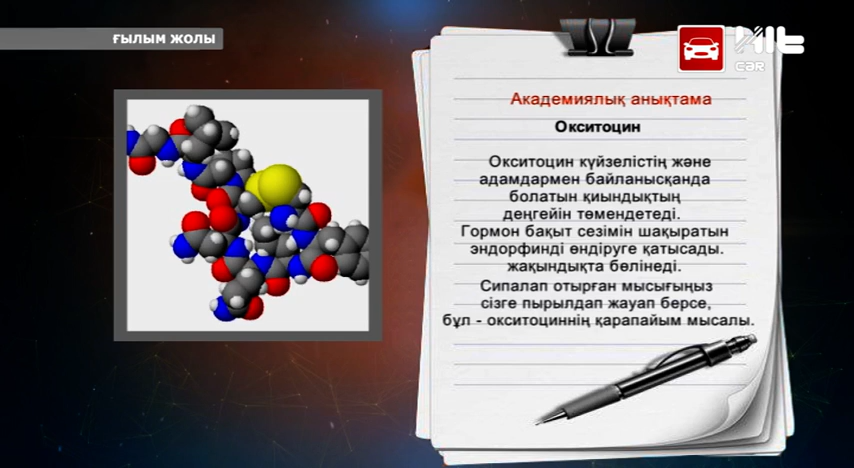 ҒЫЛЫМ ЖОЛЫ
Hit
car
Академиялық анықтама
Окситоцин
Окситоцин күйзелістің және
адамдармен байланысқанда
болатын қиындықтың
деңгейін төмендетеді.
Гормон бақыт сезімін шақыратын
эндорфинді өндіруге қатысады.
жақындықта бөлінеді.
Сипалап отырған мысығыңыз
сізге пырылдап жауап берсе,
бұл - окситоциннің қарапайым мысалы.